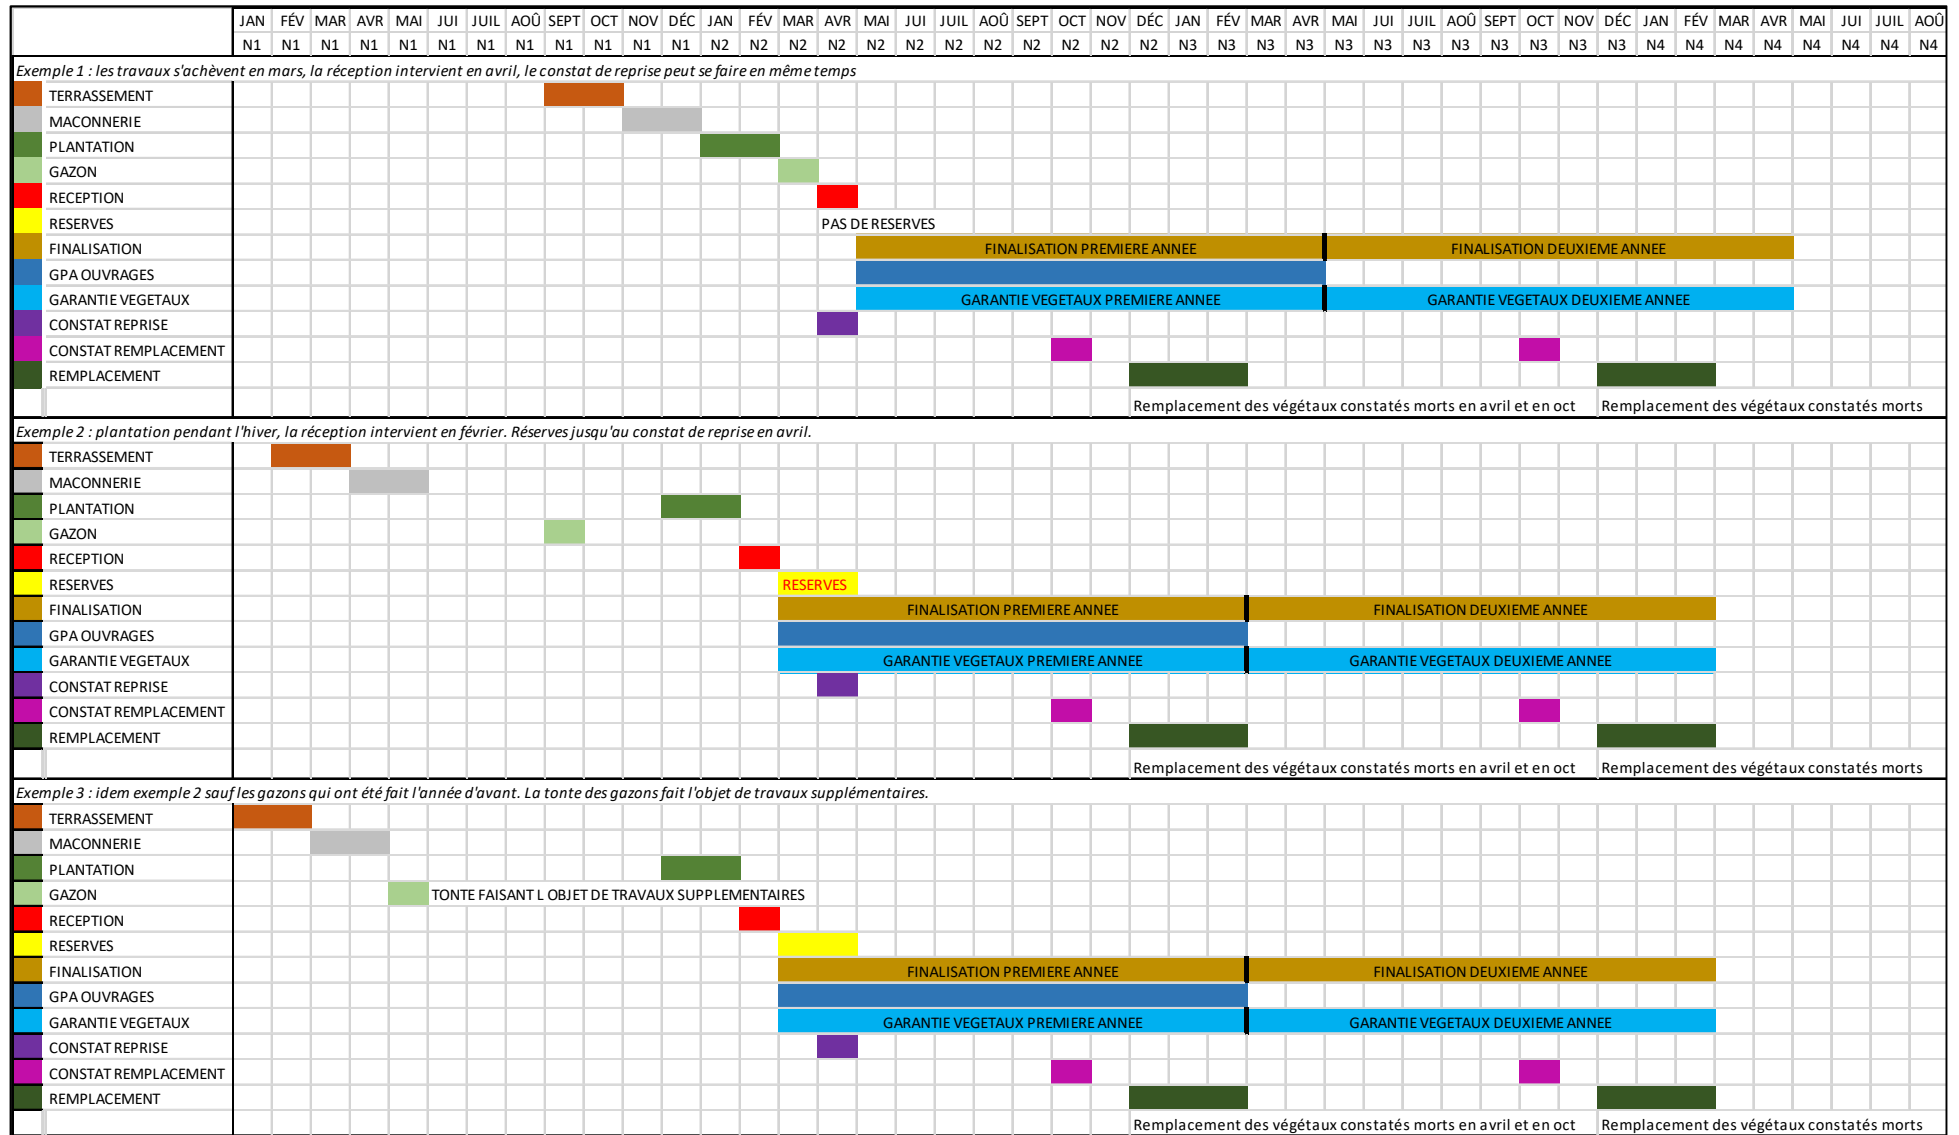 JAN FÉV MAR AVR MAI JUI JUIL AOÛ SEPT OCT NOV DÉC JAN FÉV MAR AVR MAI JUI JUIL AOÛ SEPT OCT NOV DÉC JAN FÉV MAR AVR MAI JUI JUIL AOÛ SEPT OCT NOV DÉC JAN FÉV MAR AVR MAI JUI JUIL AOÛ
N1 N1 N1 N1 N1 N1 N1 N1 N1 N1 N1 N1 N2 N2 N2 N2 N2 N2 N2 N2 N2 N2 N2 N2 N3 N3 N3 N3 N3 N3 N3 N3 N3 N3 N3 N3 N4 N4 N4 N4 N4 N4 N4 N4
Exemple 1 : les travaux s'achèvent en mars, la réception intervient en avril, le constat de reprise peut se faire en même temps
TERRASSEMENT
MACONNERIE
PLANTATION
GAZON
RECEPTION
RESERVES PAS DE RESERVES
FINALISATION FINALISATION PREMIERE ANNEE FINALISATION DEUXIEME ANNEE
GPA OUVRAGES
GARANTIE VEGETAUX GARANTIE VEGETAUX PREMIERE ANNEE GARANTIE VEGETAUX DEUXIEME ANNEE
CONSTAT REPRISE
CONSTAT REMPLACEMENT
REMPLACEMENT
Remplacement des végétaux constatés morts en avril et en oct Remplacement des végétaux constatés morts
Exemple 2 : plantation pendant l'hiver, la réception intervient en février. Réserves jusqu'au constat de reprise en avril.
TERRASSEMENT
MACONNERIE
PLANTATION
GAZON
RECEPTION
RESERVES RESERVES
FINALISATION FINALISATION PREMIERE ANNEE FINALISATION DEUXIEME ANNEE
GPA OUVRAGES
GARANTIE VEGETAUX GARANTIE VEGETAUX PREMIERE ANNEE GARANTIE VEGETAUX DEUXIEME ANNEE
CONSTAT REPRISE
CONSTAT REMPLACEMENT
REMPLACEMENT
Remplacement des végétaux constatés morts en avril et en oct Remplacement des végétaux constatés morts
Exemple 3 : idem exemple 2 sauf les gazons qui ont été fait l'année d'avant. La tonte des gazons fait l'objet de travaux supplémentaires.
TERRASSEMENT
MACONNERIE
PLANTATION
GAZON TONTE FAISANT L OBJET DE TRAVAUX SUPPLEMENTAIRES
RECEPTION
RESERVES
FINALISATION FINALISATION PREMIERE ANNEE FINALISATION DEUXIEME ANNEE
GPA OUVRAGES
GARANTIE VEGETAUX GARANTIE VEGETAUX PREMIERE ANNEE GARANTIE VEGETAUX DEUXIEME ANNEE
CONSTAT REPRISE
CONSTAT REMPLACEMENT
REMPLACEMENT
Remplacement des végétaux constatés morts en avril et en oct Remplacement des végétaux constatés morts